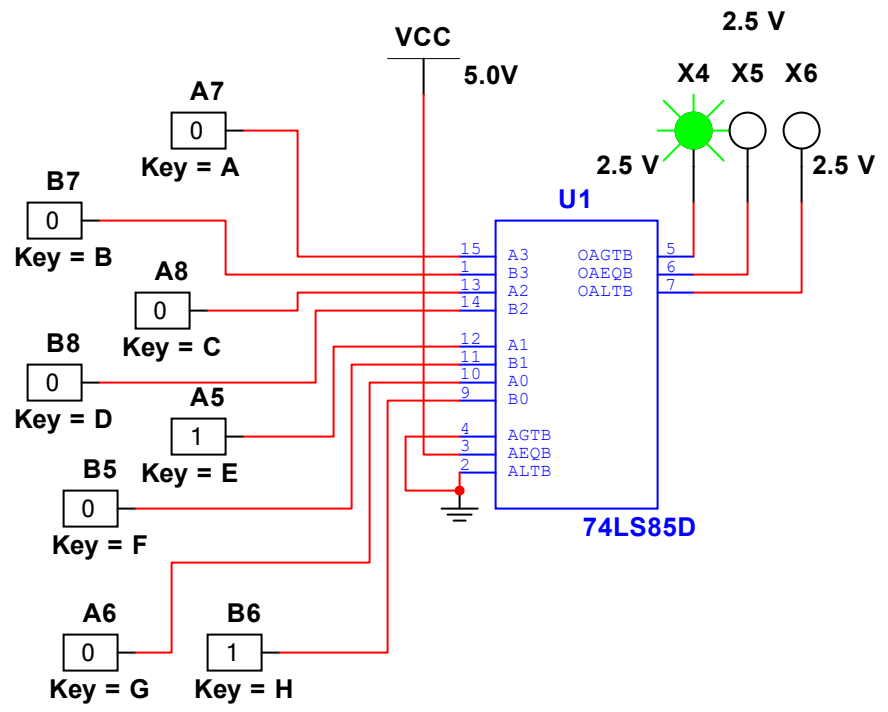 2.5 V
VCC
5.0V
X4 X5 X6
A7
0
Key = A
2.5 V
2.5 V
B7
0
Key = B
U1
A8
0
Key = C
15 A3 OAGTB 5
1 B3 OAEQB 6
13 A2 OALTB 7
14 B2
12 A1
11 B1
10 A0
9 B0
4 AGTB
3 AEQB
2 ALTB
B8
0
Key = D
A5
1
Key = E
B5
0
Key = F
74LS85D
A6
0
Key = G
B6
1
Key = H